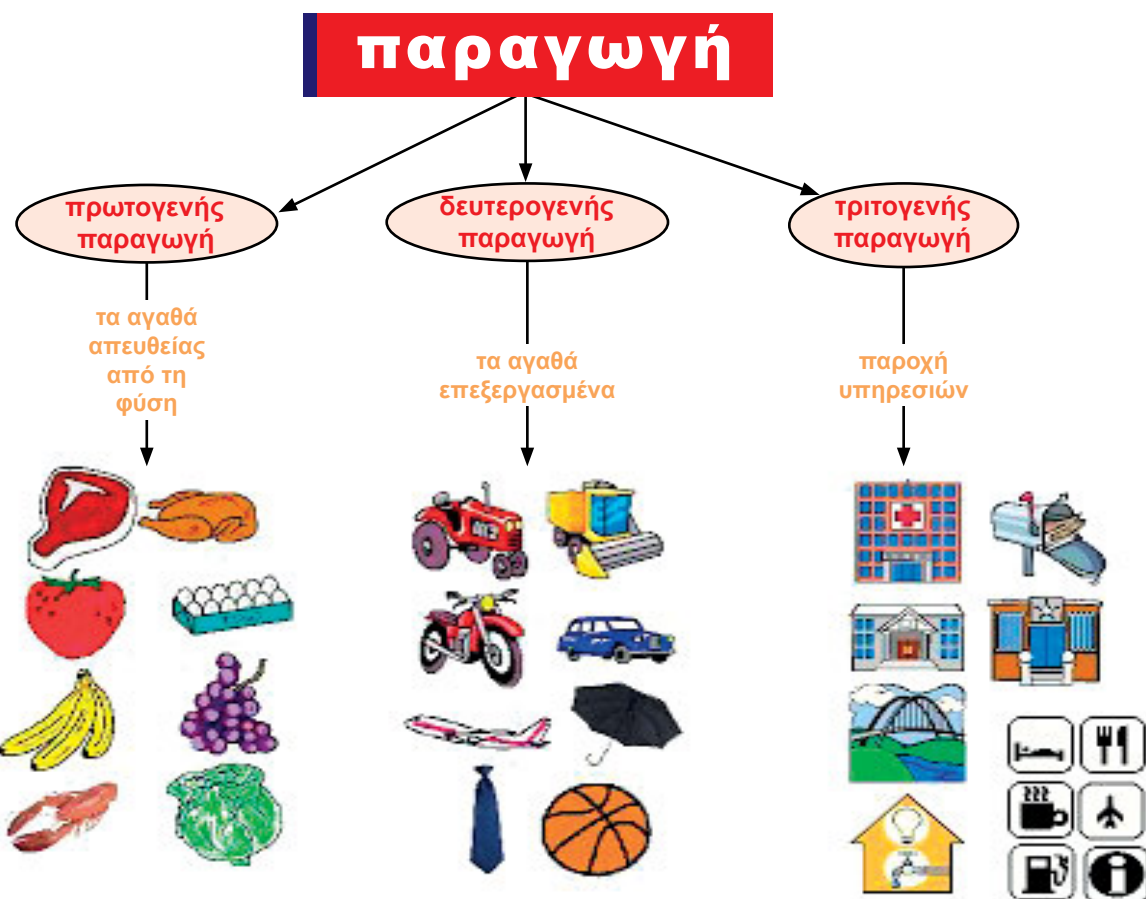 παραγωγή
πρωτογενής
παραγωγή
τα αγαθά
απευθείας
από τη
φύση
δευτερογενής
παραγωγή
τα αγαθά
επεξεργασμένα
τριτογενής
παραγωγή
παροχή
υπηρεσιών